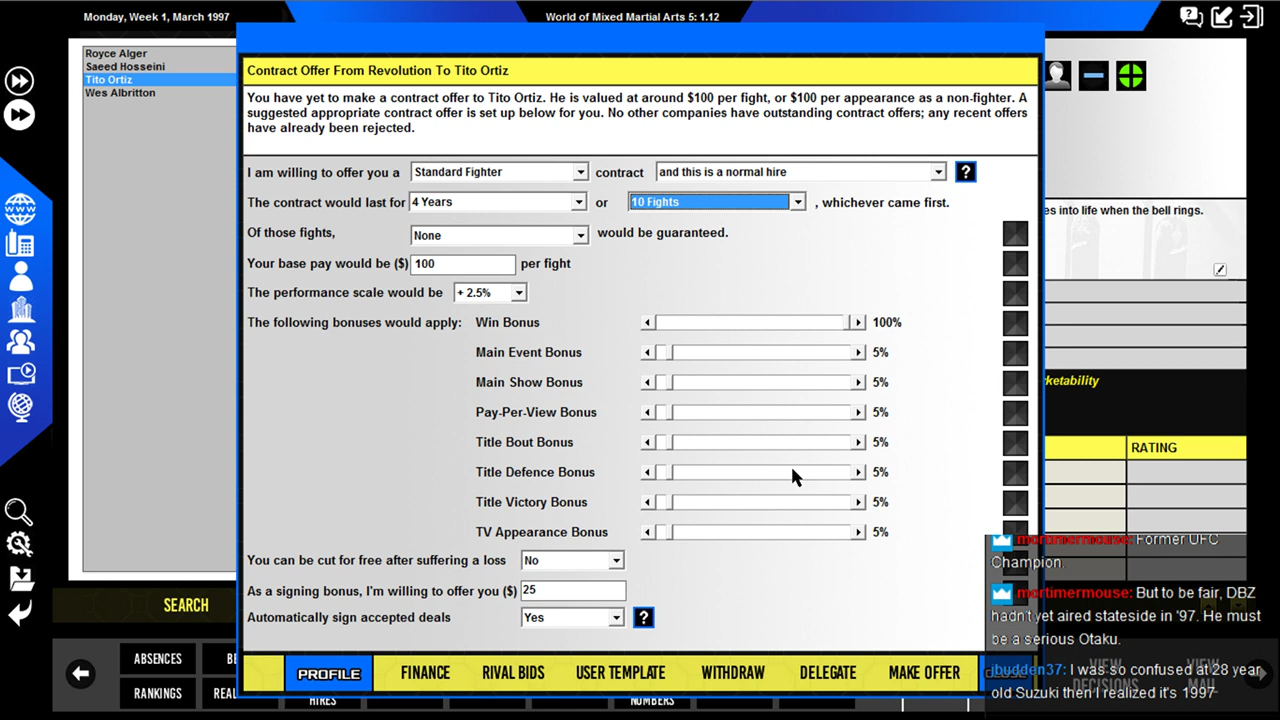 Monday, Week 1, March 1997
World of Mixed Martial Arts 5: 1.12
Royce Alger
Saeed Hosseini
Tito Ortiz
Wes Albritton
Contract Offer From Revolution To Tito Ortiz
You have yet to make a contract offer to Tito Ortiz. He is valued at around $100 per fight, or $100 per appearance as a non-fighter. A
suggested appropriate contract offer is set up below for you. No other companies have outstanding contract offers; any recent offers
have already been rejected.
I am willing to offer you a Standard Fighter contract and this is a normal hire ?
The contract would last for 4 Years or 10 Fights , whichever came first.
es into life when the bell rings.
Of those fights, None would be guaranteed.
Your base pay would be ($) 100 per fight
The performance scale would be + 2.5%
The following bonuses would apply: Win Bonus 100%
Main Event Bonus 5%
Main Show Bonus 5%
ketability
Pay-Per-View Bonus 5%
Title Bout Bonus 5%
RATING
Title Defence Bonus 5%
Title Victory Bonus 5%
TV Appearance Bonus 5%
You can be cut for free after suffering a loss No
As a signing bonus, I'm willing to offer you ($) 25
Automatically sign accepted deals Yes ?
mortimermouse: Former UFC
Champion.
mortimermouse: But to be fair, DBZ
hadn't yet aired stateside in '97. He must
be a serious Otaku.
ibudden37: I was so confused at 28 year
old Suzuki then I realized it's 1997
SEARCH
PROFILE FINANCE RIVAL BIDS USER TEMPLATE WITHDRAW DELEGATE MAKE OFFER CLOSE
ABSENCES BE
VIEW DECISIONS
VIEW MAIL
RANKINGS REAL
HIRES
NUMBERS